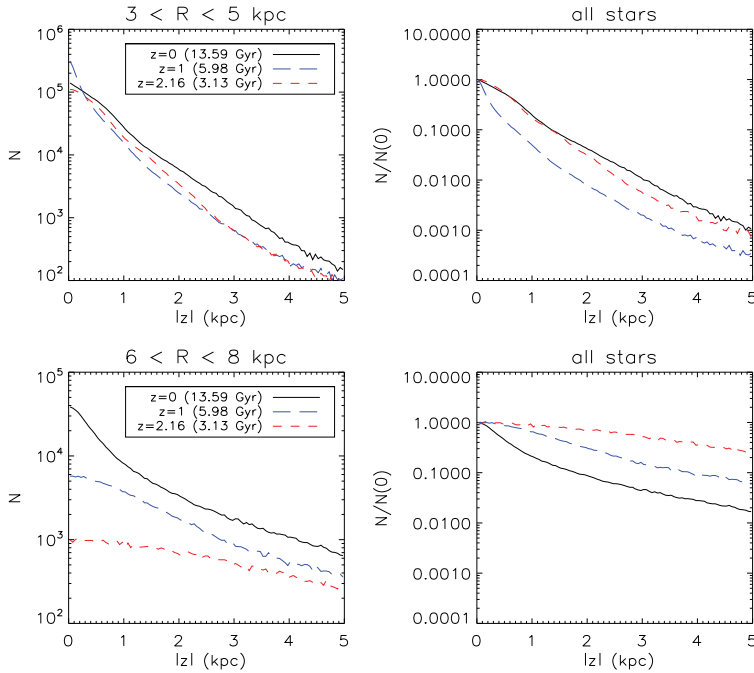 3 < R < 5 kpc
10^6
10^5
10^4
10^3
10^2
N
z=0 (13.59 Gyr)
z=1 (5.98 Gyr)
z=2.16 (3.13 Gyr)
0 1 2 3 4 5
|z| (kpc)
all stars
10.0000
1.0000
0.1000
0.0100
0.0010
0.0001
N/N(0)
0 1 2 3 4 5
|z| (kpc)
6 < R < 8 kpc
10^5
10^4
10^3
10^2
N
z=0 (13.59 Gyr)
z=1 (5.98 Gyr)
z=2.16 (3.13 Gyr)
0 1 2 3 4 5
|z| (kpc)
all stars
10.0000
1.0000
0.1000
0.0100
0.0010
0.0001
N/N(0)
0 1 2 3 4 5
|z| (kpc)